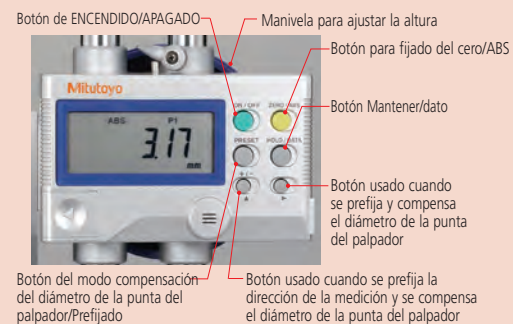 Botón de ENCENDIDO/APAGADO
Manivela para ajustar la altura
Botón para fijado del cero/ABS
Mitutoyo
ON / OFF
ZERO / ABS
ABS
P1
3.17
mm
PRESET
HOLD / DATA
Botón Mantener/dato
+ / -
Botón usado cuando
se prefija y compensa
el diámetro de la punta
del palpador
Botón del modo compensación
del diámetro de la punta del
palpador/Prefijado
Botón usado cuando se prefija la
dirección de la medición y se compensa
el diámetro de la punta del palpador